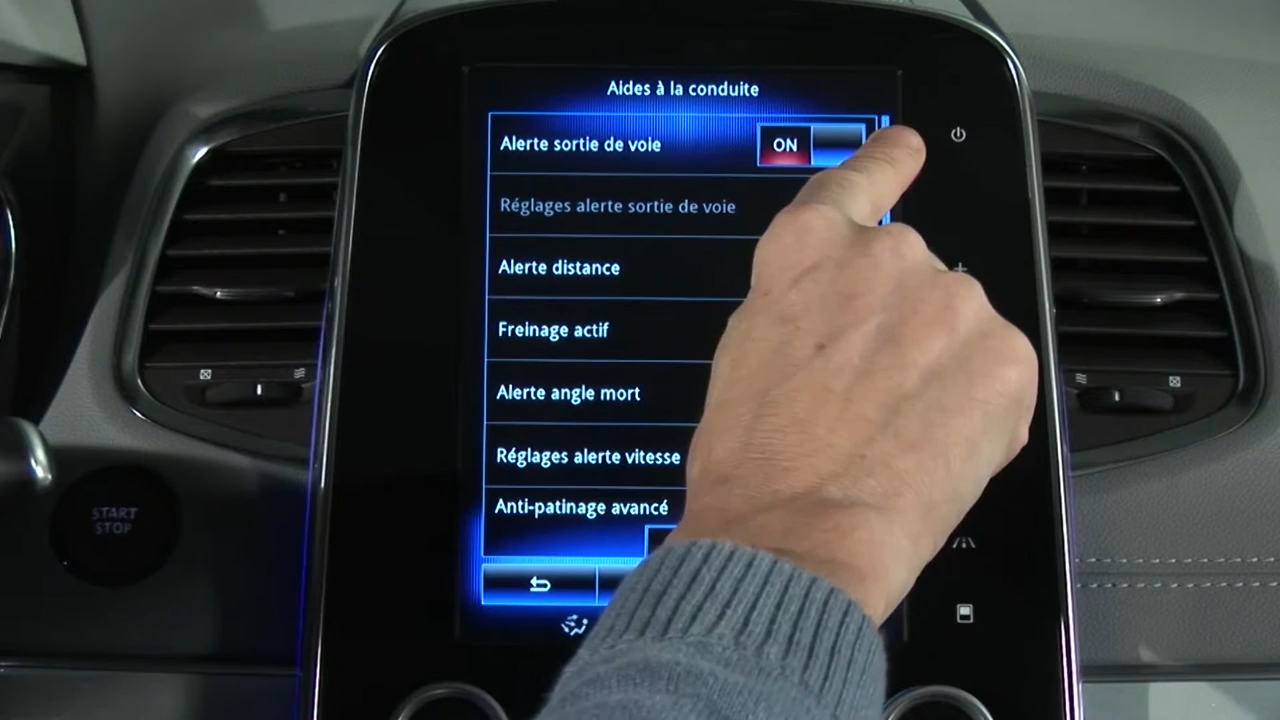 Aides à la conduite
Alerte sortie de voie
ON
Réglages alerte sortie de voie
Alerte distance
Freinage actif
Alerte angle mort
Réglages alerte vitesse
Anti-patinage avancé
START
STOP
+